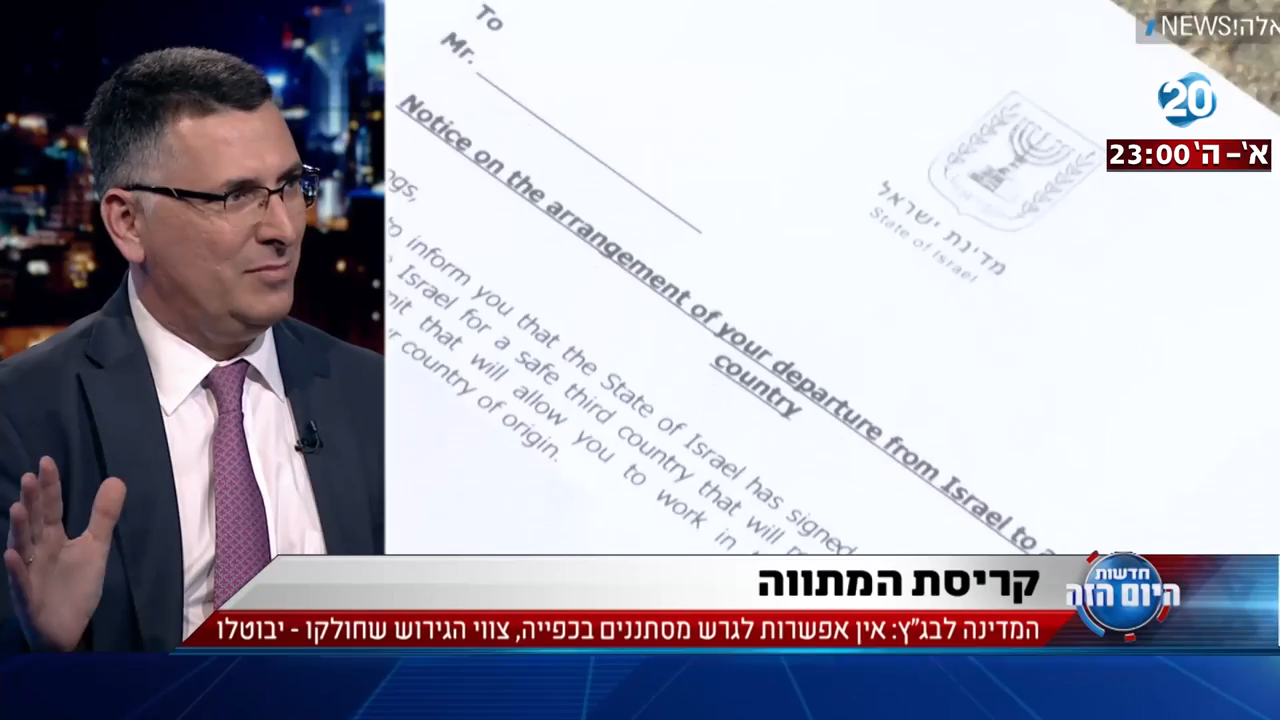 אלה!NEWS1
20
א'-ה' 23:00
To
Mr.
מדינת ישראל
State of Israel
Notice on the arrangement of your departure from Israel to a
country
inform you that the State of Israel has signed
Israel for a safe third country that will
that will allow you to work in
country of origin.
קריסת המתווה
חדשות
היום הזה
המדינה לבג"ץ: אין אפשרות לגרש מסתננים בכפייה, צווי הגירוש שחולקו - יבוטלו